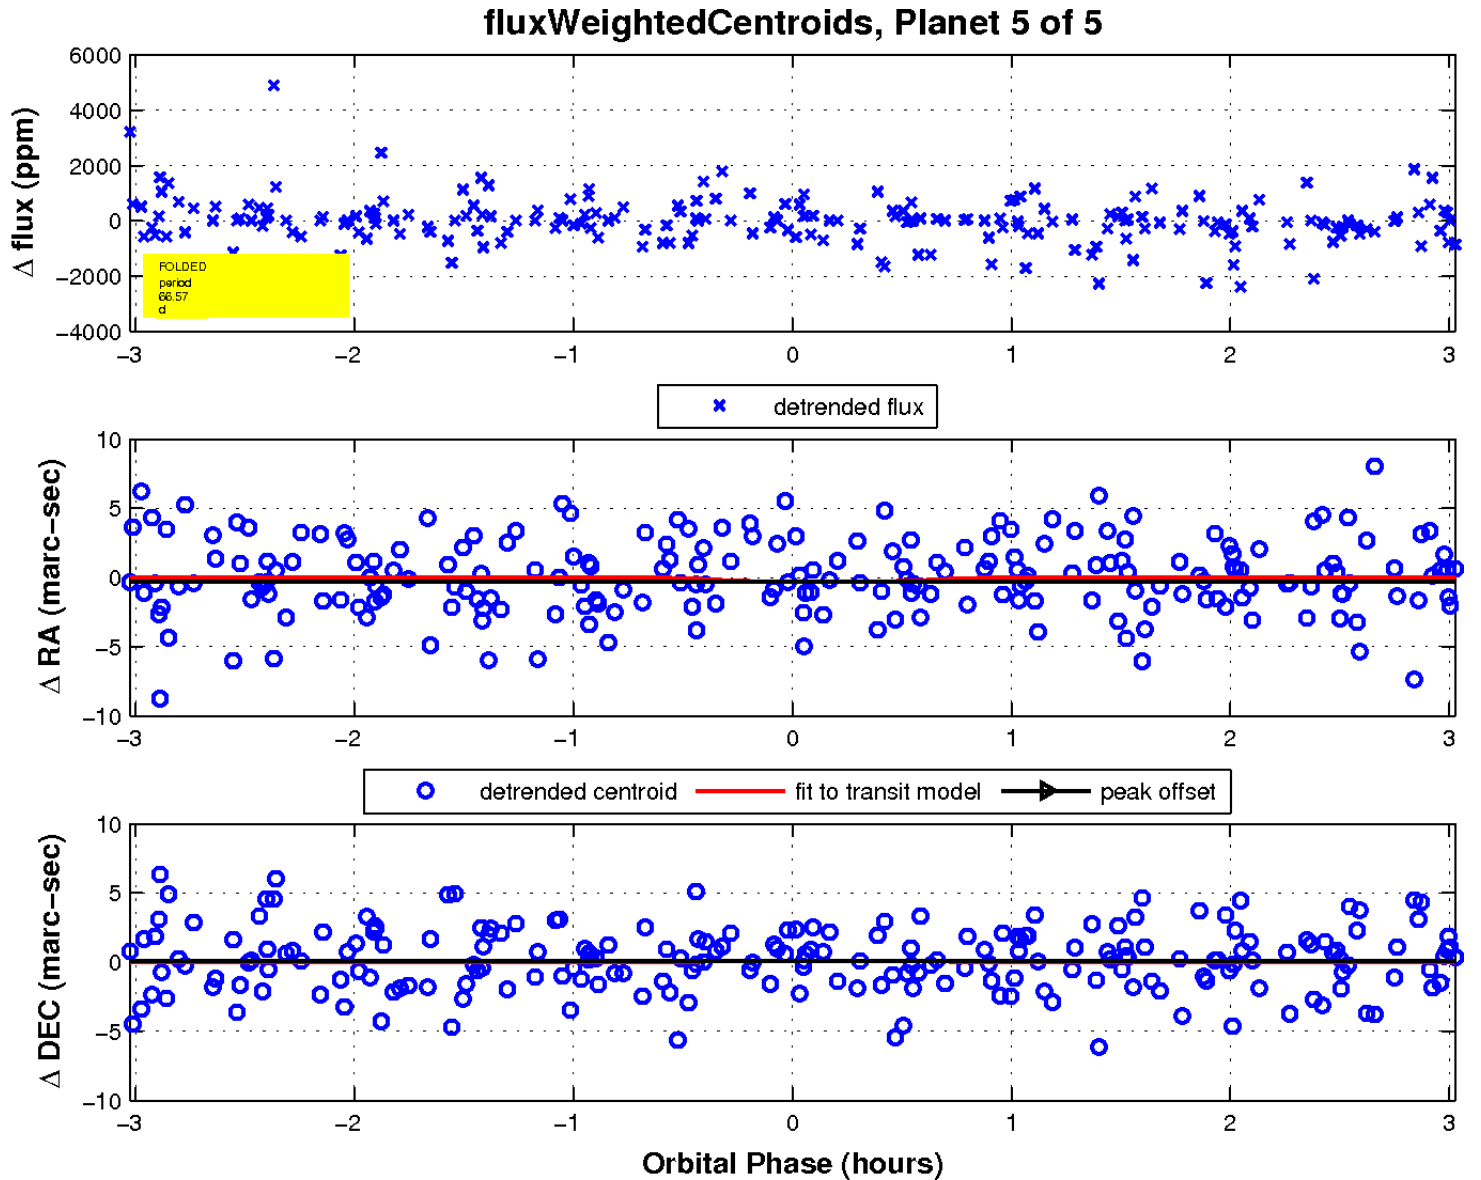 fluxWeightedCentroids, Planet 5 of 5
Δ flux (ppm)
6000
4000
2000
0
−2000
−4000
FOLDED
period
66.57
d
−3 −2 −1 0 1 2 3
detrended flux
Δ RA (marc−sec)
10
5
0
−5
−10
−3 −2 −1 0 1 2 3
detrended centroid fit to transit model peak offset
Δ DEC (marc−sec)
10
5
0
−5
−10
−3 −2 −1 0 1 2 3
Orbital Phase (hours)